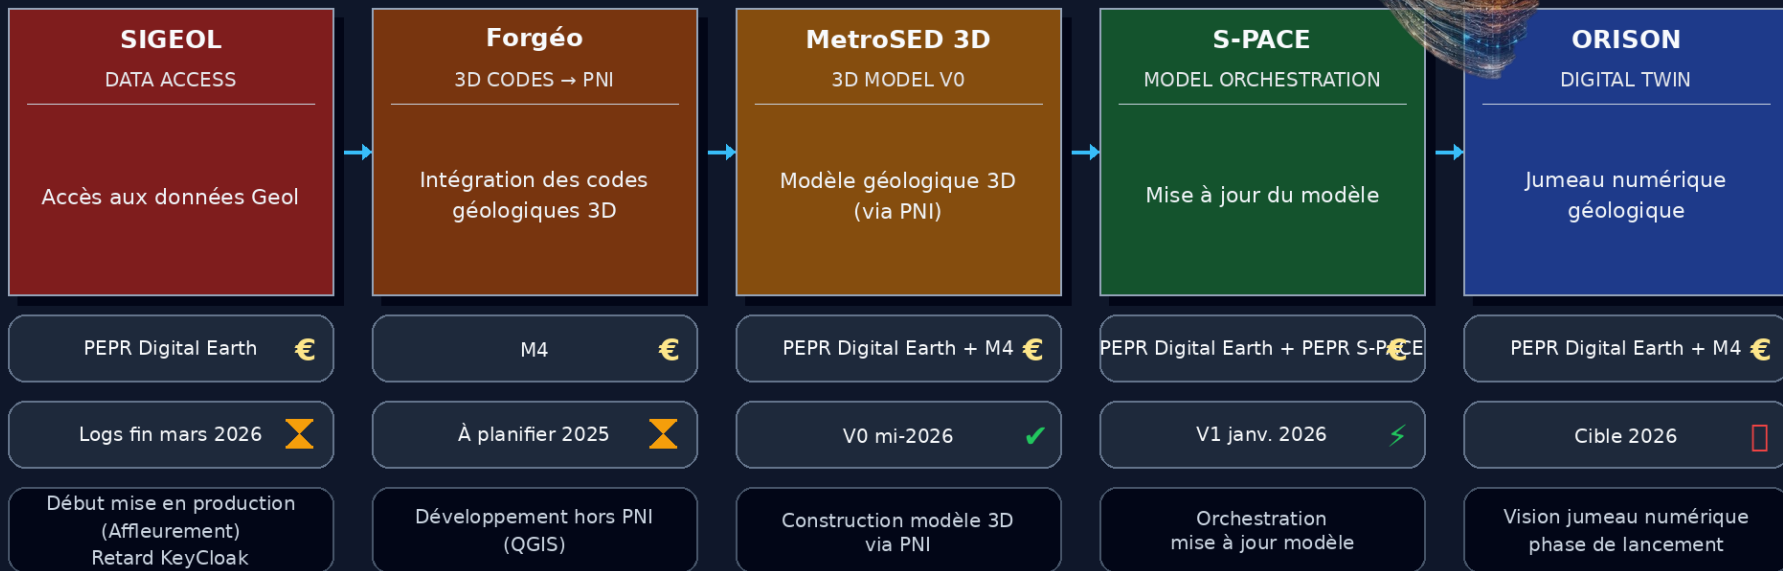 SIGEOL
DATA ACCESS
Accès aux données Geol
PEPR Digital Earth €
Logs fin mars 2026
Début mise en production
(Affleurement)
Retard KeyCloak
Forgéo
3D CODES → PNI
Intégration des codes
géologiques 3D
M4 €
À planifier 2025
Développement hors PNI
(QGIS)
MetroSED 3D
3D MODEL V0
Modèle géologique 3D
(via PNI)
PEPR Digital Earth + M4 €
V0 mi-2026 ✔
Construction modèle 3D
via PNI
S-PACE
MODEL ORCHESTRATION
Mise à jour du modèle
PEPR Digital Earth + PEPR S-PACE €
V1 janv. 2026 ⚡
Orchestration
mise à jour modèle
ORISON
DIGITAL TWIN
Jumeau numérique
géologique
PEPR Digital Earth + M4 €
Cible 2026
Vision jumeau numérique
phase de lancement